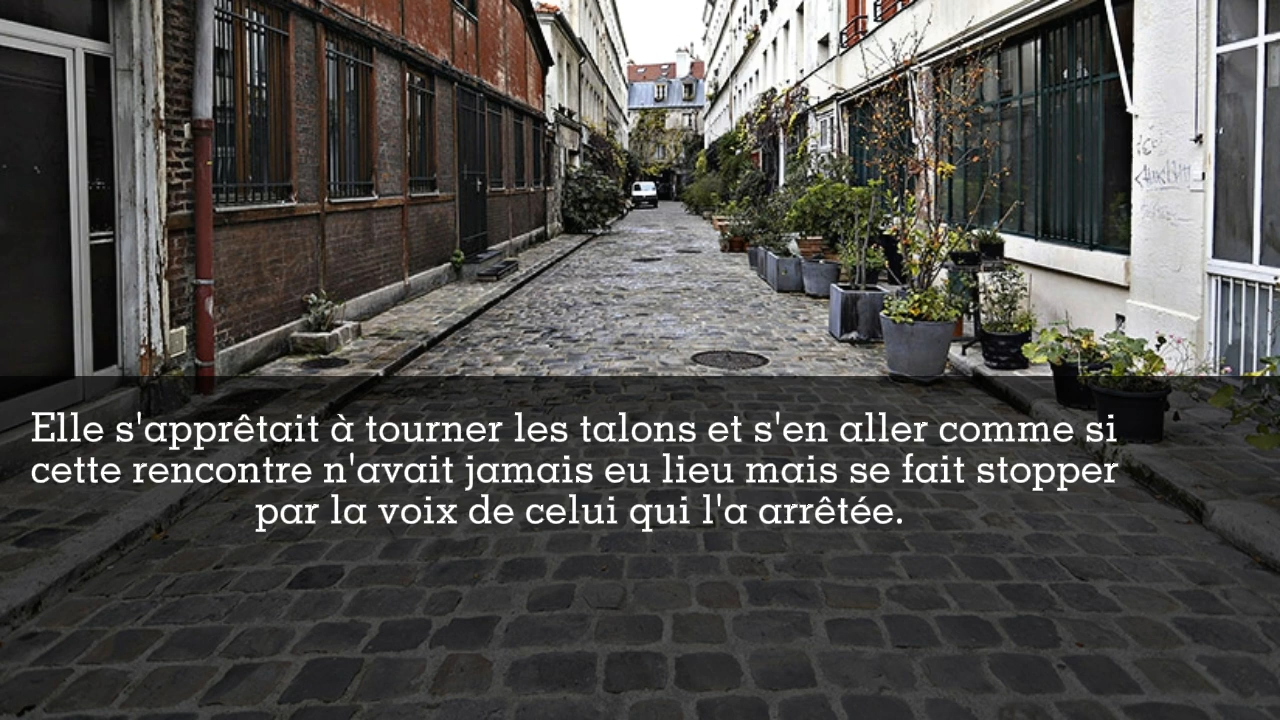 Elle s'apprêtait à tourner les talons et s'en aller comme si
cette rencontre n'avait jamais eu lieu mais se fait stopper
par la voix de celui qui l'a arrêtée.